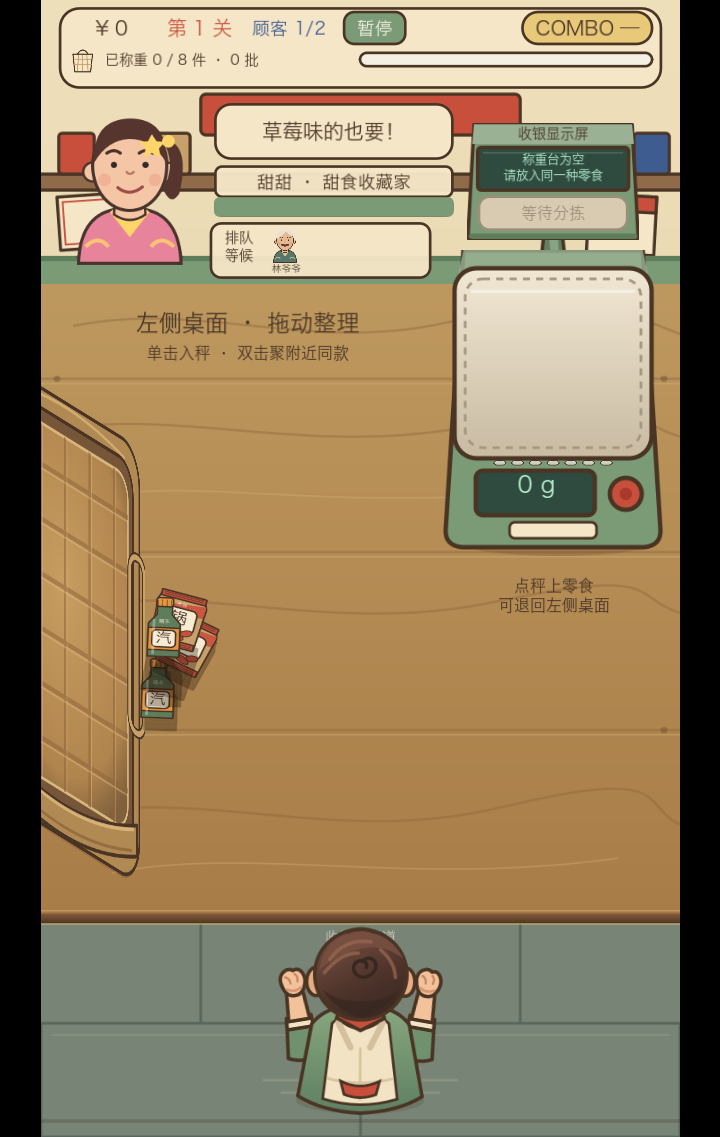 ￥0 第 1 关 顾客 1/2 暂停 COMBO —
已称重 0 / 8 件 · 0 批
草莓味的也要!
甜甜 · 甜食收藏家
排队
等候
林爷爷
收银显示屏
称重台为空
请放入同一种零食
等待分拣
左侧桌面 · 拖动整理
单击入秤 · 双击聚附近同款
0 g
点秤上零食
可退回左侧桌面
锅
汽
汽